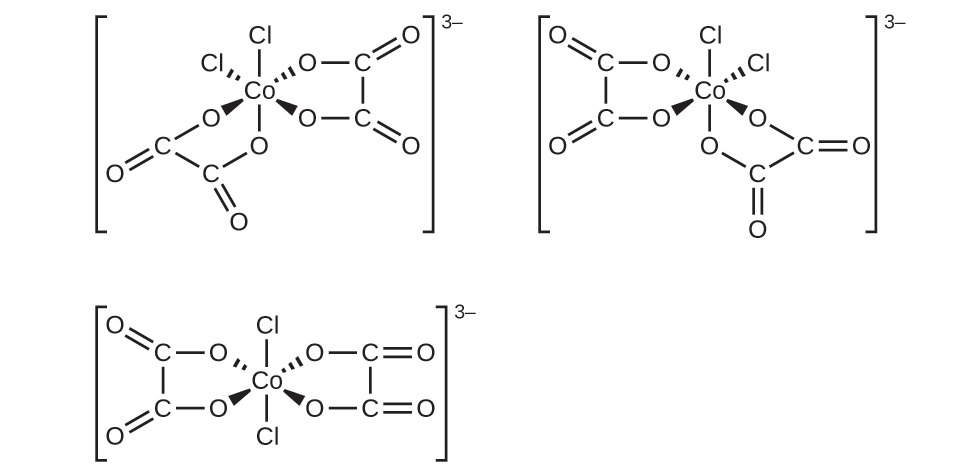 O Cl O 3–
Cl O C
Co
O O C
C O O
O C
O
O Cl 3–
C O Cl
Co
C O O
O O C O
C
O
O Cl 3–
C O O C O
Co
C O O C O
O Cl